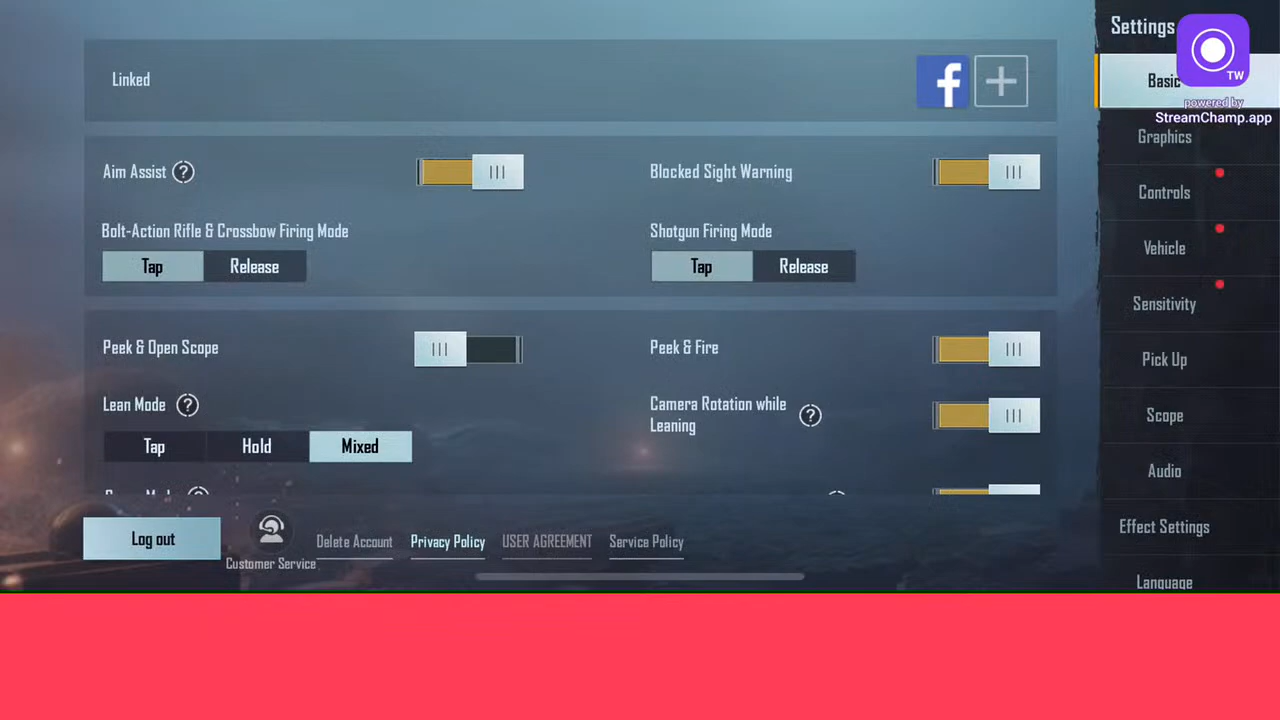 Settings
TW
powered by
StreamChamp.app
Linked
Basic
Graphics
Controls
Vehicle
Sensitivity
Pick Up
Scope
Audio
Effect Settings
Language
Aim Assist ?
Blocked Sight Warning
Bolt-Action Rifle & Crossbow Firing Mode
Shotgun Firing Mode
Tap Release
Tap Release
Peek & Open Scope
Peek & Fire
Lean Mode ?
Camera Rotation while
Leaning ?
Tap Hold Mixed
Log out
Customer Service
Delete Account
Privacy Policy
USER AGREEMENT
Service Policy